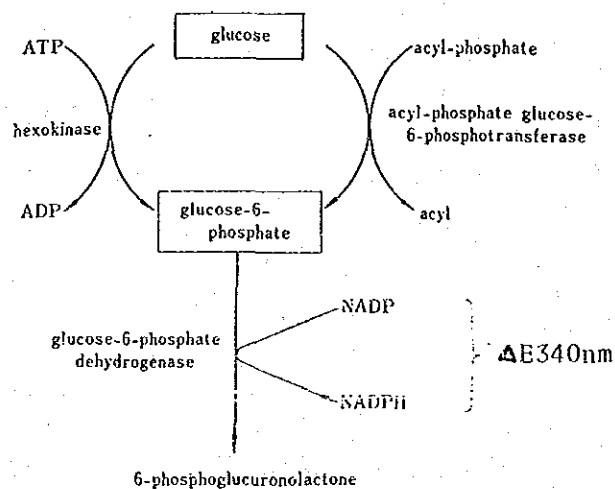 glucose
ATP
acyl-phosphate
hexokinase
acyl-phosphate glucose-
6-phosphotransferase
ADP
glucose-6-
phosphate
acyl
glucose-6-phosphate
dehydrogenase
NADP
ΔE340nm
NADPH
6-phosphoglucuronolactone